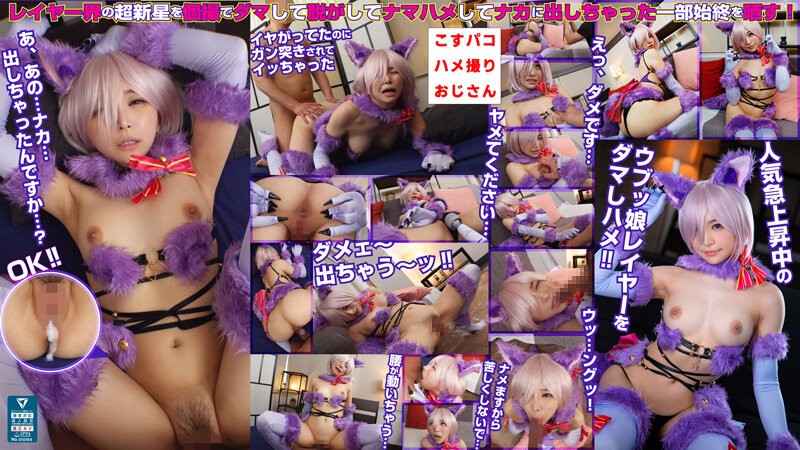 レイヤー界の超新星を個撮でダマして脱がしてナマハメしてナカに出しちゃった一部始終を晒す!
あ、あの…ナカ…
出しちゃったんですか…?
OK!!
イヤがってたのに
ガン突きされて
イッちゃった
こすパコ
ハメ撮り
おじさん
えっ、ダメです…
ヤメてください…
ダメェ〜
出ちゃう〜ッ!!
腰が動いちゃう…
ウッ…ングッ!
ナメますから
苦しくしないで…
人気急上昇中の
ウブッ娘レイヤーを
ダマしハメ!!